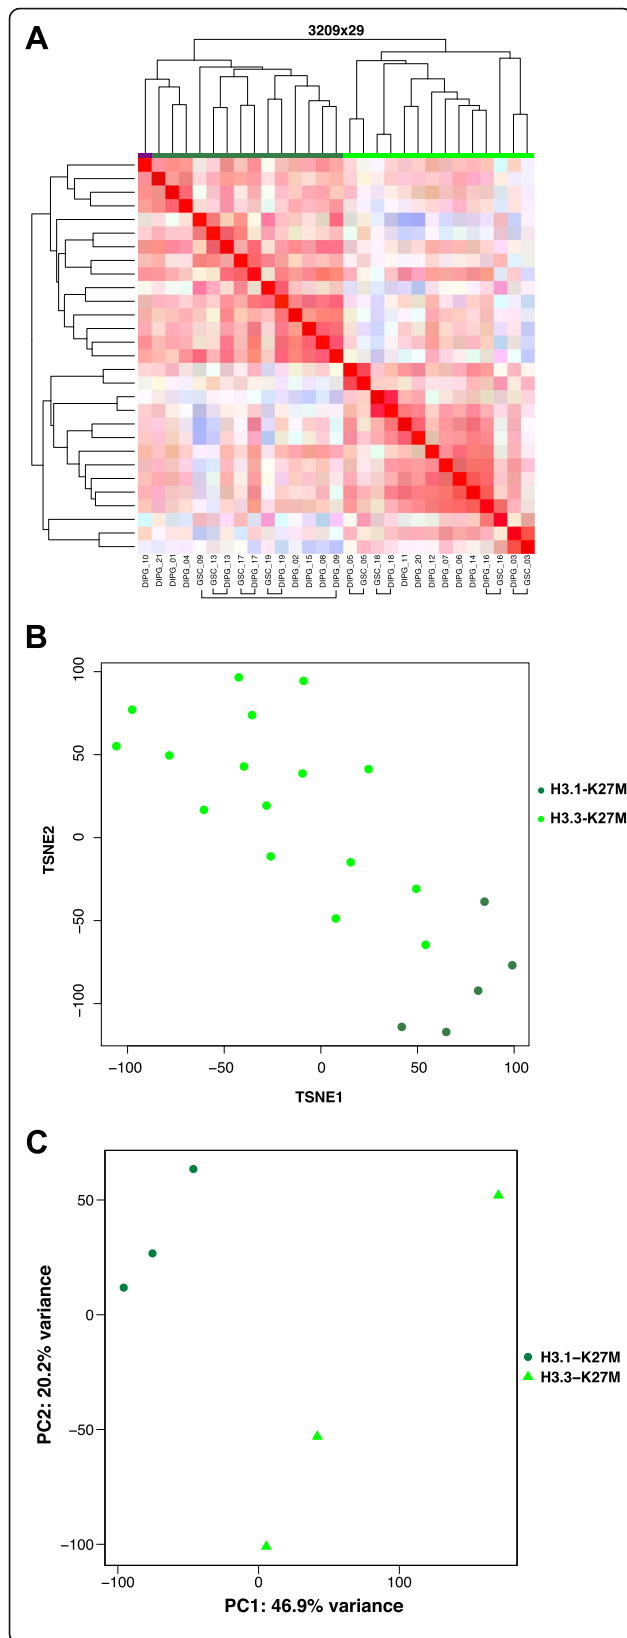 A
3209x29
DIPG_10
DIPG_21
DIPG_01
DIPG_04
GSC_09
GSC_13
DIPG_13
GSC_17
DIPG_17
GSC_19
DIPG_19
DIPG_02
DIPG_15
DIPG_08
DIPG_09
DIPG_05
GSC_05
GSC_18
DIPG_18
DIPG_11
DIPG_20
DIPG_12
DIPG_07
DIPG_06
DIPG_14
DIPG_16
GSC_16
DIPG_03
GSC_03
B
100
50
0
−50
−100
TSNE2
−100
−50
0
50
100
TSNE1
H3.1-K27M
H3.3-K27M
C
50
0
−50
−100
PC2: 20.2% variance
−100
0
100
PC1: 46.9% variance
H3.1−K27M
H3.3−K27M